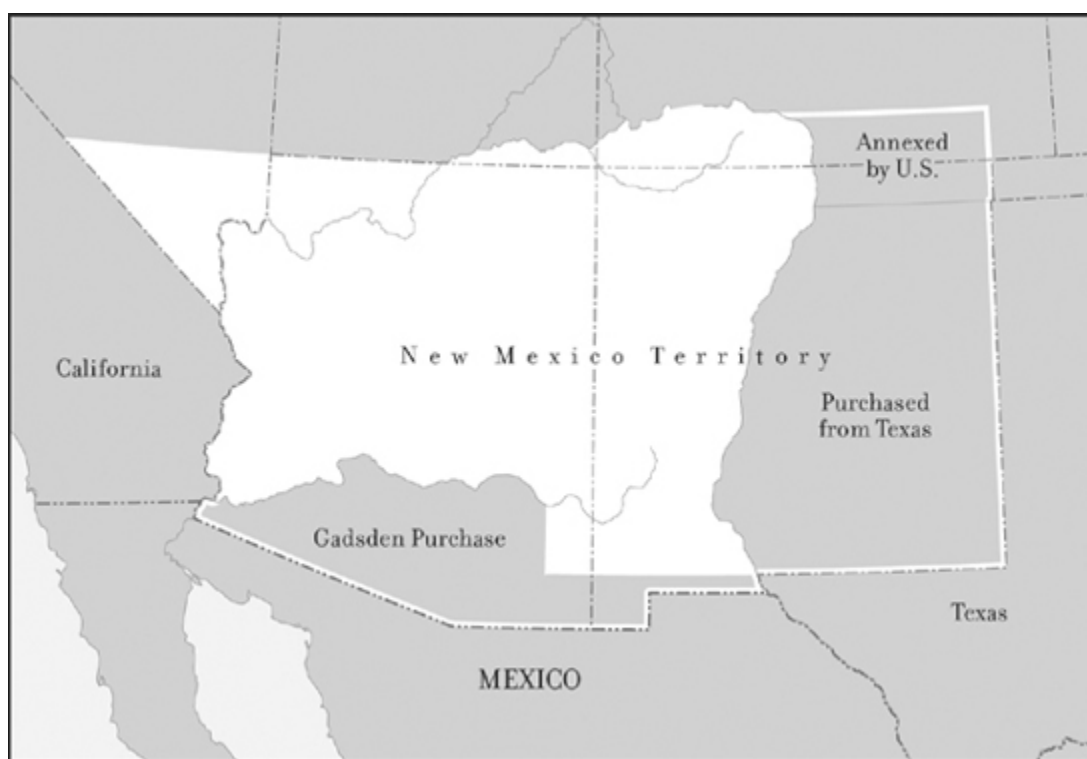 Annexed
by U.S.
New Mexico Territory
California
Purchased
from Texas
Gadsden Purchase
Texas
MEXICO